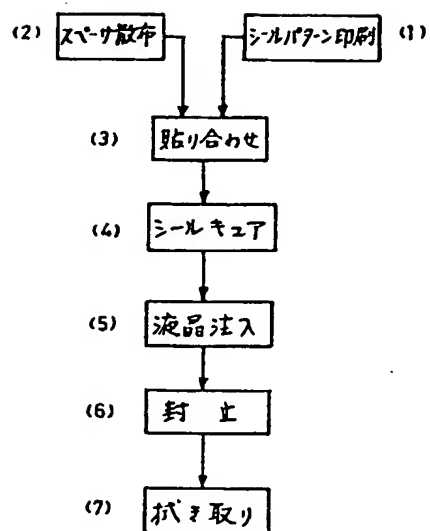 (2) スペーサ散布 シールパターン印刷 (1)
(3) 貼り合わせ
(4) シールキュア
(5) 液晶注入
(6) 封止
(7) 拭き取り